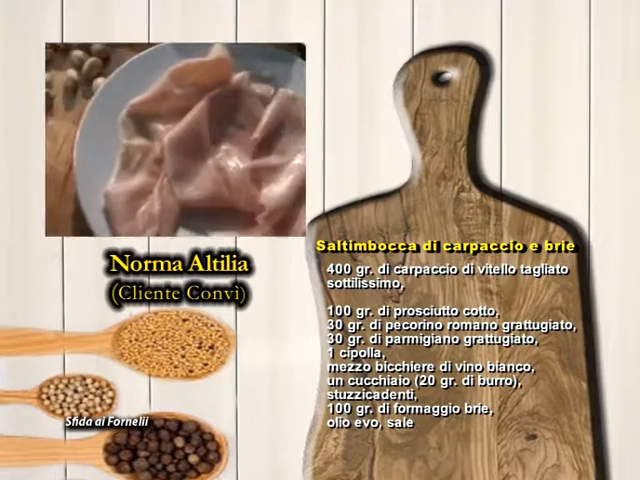 Norma Altilia
(Cliente Convì)
Sfida ai Fornelli
Saltimbocca di carpaccio e brie
400 gr. di carpaccio di vitello tagliato
sottilissimo,
100 gr. di prosciutto cotto,
30 gr. di pecorino romano grattugiato,
30 gr. di parmigiano grattugiato,
1 cipolla,
mezzo bicchiere di vino bianco,
un cucchiaio (20 gr. di burro),
stuzzicadenti,
100 gr. di formaggio brie,
olio evo, sale